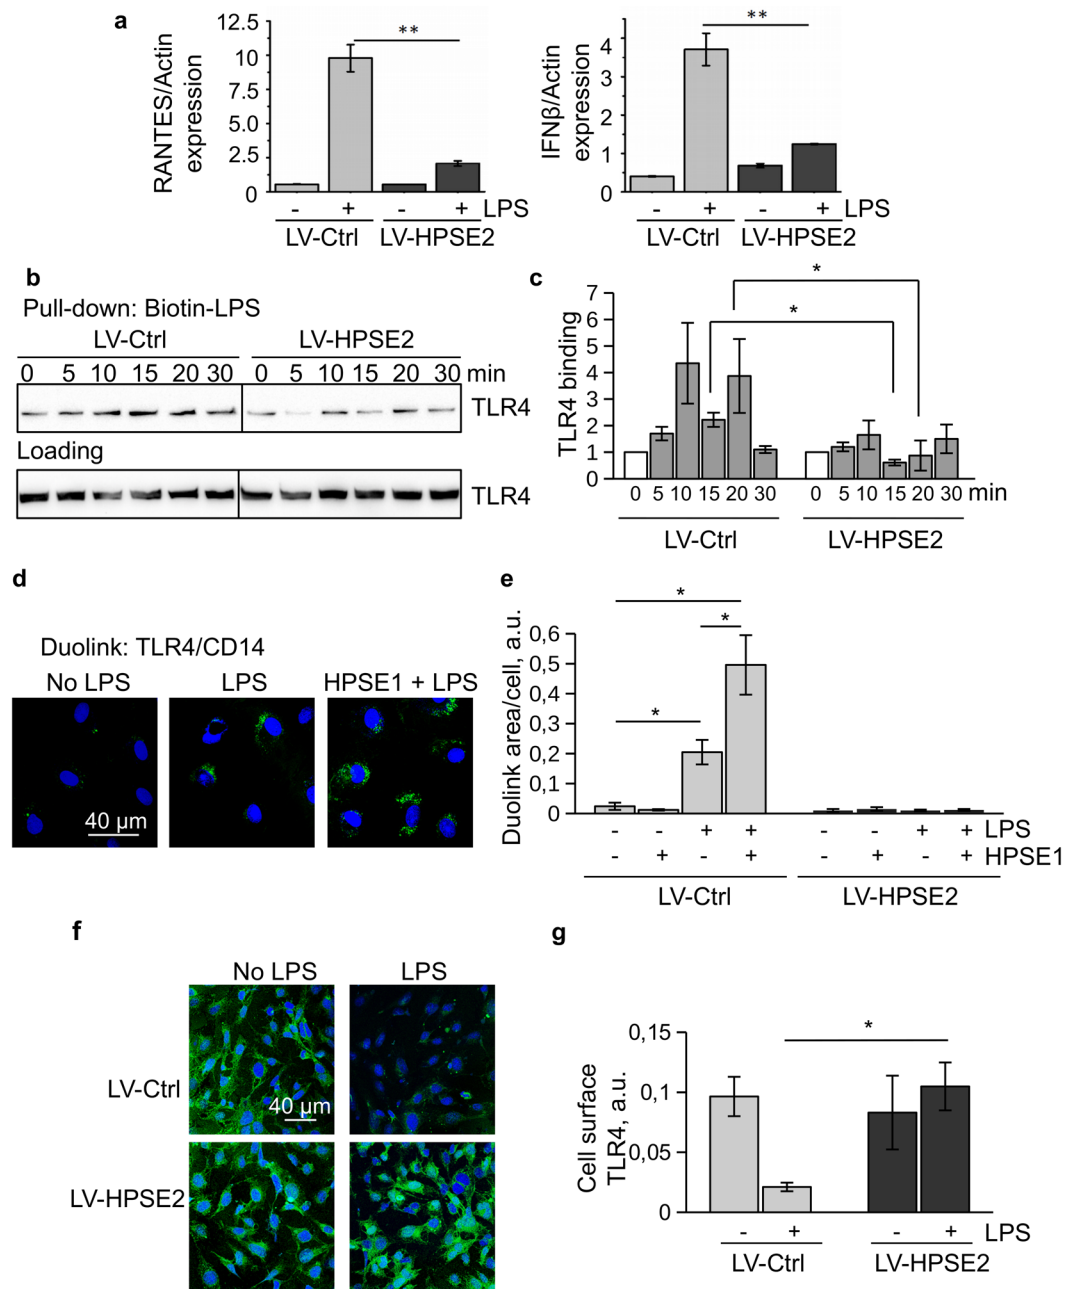 a
12.5
10
7.5
5.0
2.5
0
RANTES/Actin
expression
**
- + - + LPS
LV-Ctrl LV-HPSE2
4
3
2
1
0
IFNβ/Actin
expression
**
- + - + LPS
LV-Ctrl LV-HPSE2
b
Pull-down: Biotin-LPS
LV-Ctrl LV-HPSE2
0 5 10 15 20 30 0 5 10 15 20 30 min
TLR4
Loading
TLR4
c
7
6
5
4
3
2
1
0
TLR4 binding
*
*
0 5 10 15 20 30 0 5 10 15 20 30 min
LV-Ctrl LV-HPSE2
d
Duolink: TLR4/CD14
No LPS LPS HPSE1 + LPS
40 µm
e
0,6
0,5
0,4
0,3
0,2
0,1
0
Duolink area/cell, a.u.
*
*
*
- - + + - - + + LPS
- + - + - + - + HPSE1
LV-Ctrl LV-HPSE2
f
No LPS LPS
LV-Ctrl
40 µm
LV-HPSE2
g
0,15
0,1
0,05
0
Cell surface
TLR4, a.u.
*
- + - + LPS
LV-Ctrl LV-HPSE2